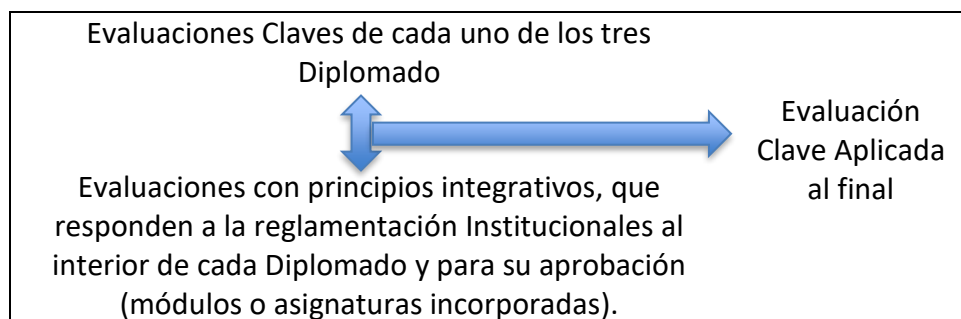 Evaluaciones Claves de cada uno de los tres
Diplomado
Evaluación
Clave Aplicada
al final
Evaluaciones con principios integrativos, que
responden a la reglamentación Institucionales al
interior de cada Diplomado y para su aprobación
(módulos o asignaturas incorporadas).